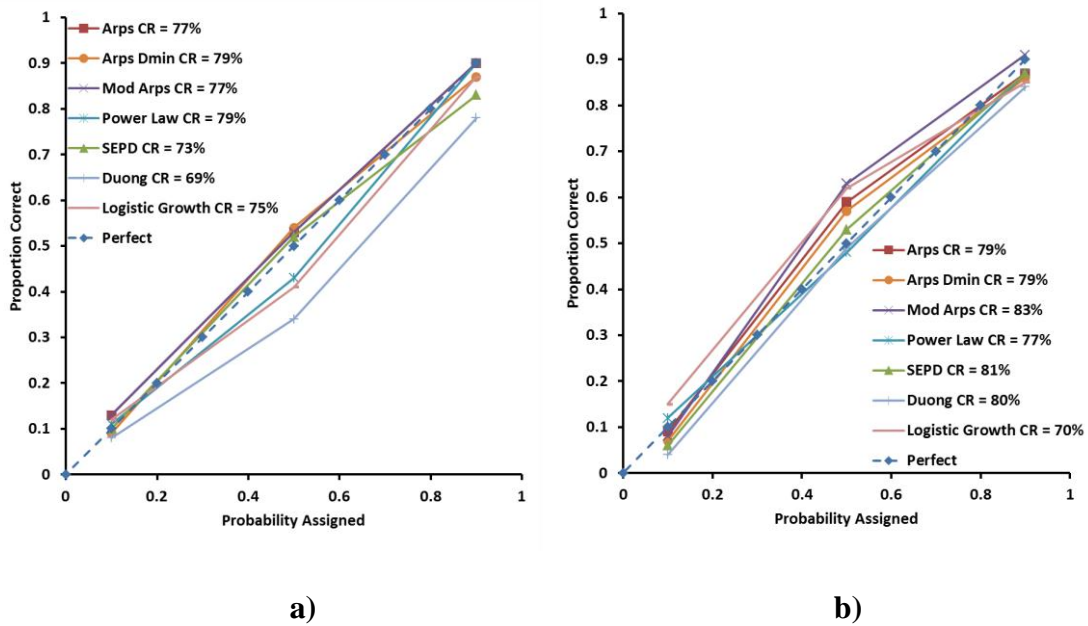 1
0.9
0.8
0.7
0.6
0.5
0.4
0.3
0.2
0.1
0
Proportion Correct
Arps CR = 77%
Arps Dmin CR = 79%
Mod Arps CR = 77%
Power Law CR = 79%
SEPD CR = 73%
Duong CR = 69%
Logistic Growth CR = 75%
Perfect
0 0.2 0.4 0.6 0.8 1
Probability Assigned
a)
1
0.9
0.8
0.7
0.6
0.5
0.4
0.3
0.2
0.1
0
Proportion Correct
Arps CR = 79%
Arps Dmin CR = 79%
Mod Arps CR = 83%
Power Law CR = 77%
SEPD CR = 81%
Duong CR = 80%
Logistic Growth CR = 70%
Perfect
0 0.2 0.4 0.6 0.8 1
Probability Assigned
b)